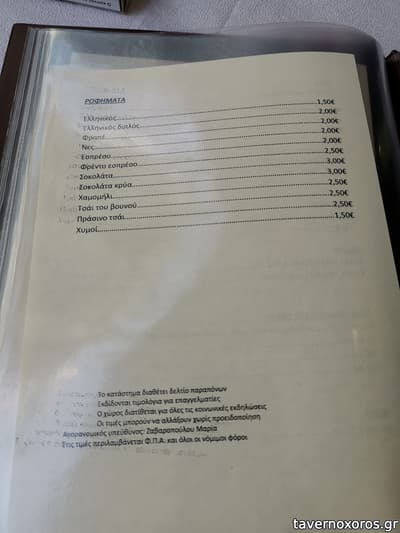 ΡΟΦΗΜΑΤΑ
Ελληνικός.....1,50€
Ελληνικός διπλός.....2,00€
Φραπέ.....2,00€
Νες.....2,00€
Εσπρέσο.....2,00€
Φρέντο εσπρέσο.....2,50€
Σοκολάτα.....3,00€
Σοκολάτα κρύα.....3,00€
Χαμομήλι.....2,50€
Τσάι του βουνού.....2,50€
Πράσινο τσάι.....2,50€
Χυμοί.....1,50€
Το κατάστημα διαθέτει δελτίο παραπόνων
Εκδίδονται τιμολόγια για επαγγελματίες
Ο χώρος διατίθεται για όλες τις κοινωνικές εκδηλώσεις
Οι τιμές μπορούν να αλλάξουν χωρίς προειδοποίηση
Αγορανομικός υπεύθυνος: Ζαβαροπούλου Μαρία
Στις τιμές περιλαμβάνεται Φ.Π.Α. και όλοι οι νόμιμοι φόροι
tavernoxoros.gr